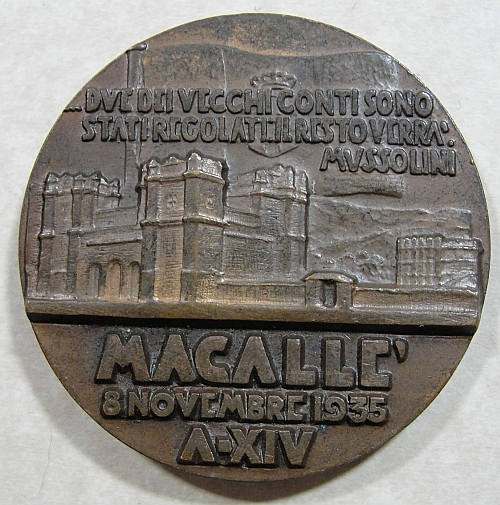 ... DVE DEI VECCHI CONTI SONO
STATI REGOLATI: IL RESTO VERRA'.
MVSSOLINI
MACALLE'
8 NOVEMBRE 1935
A·XIV